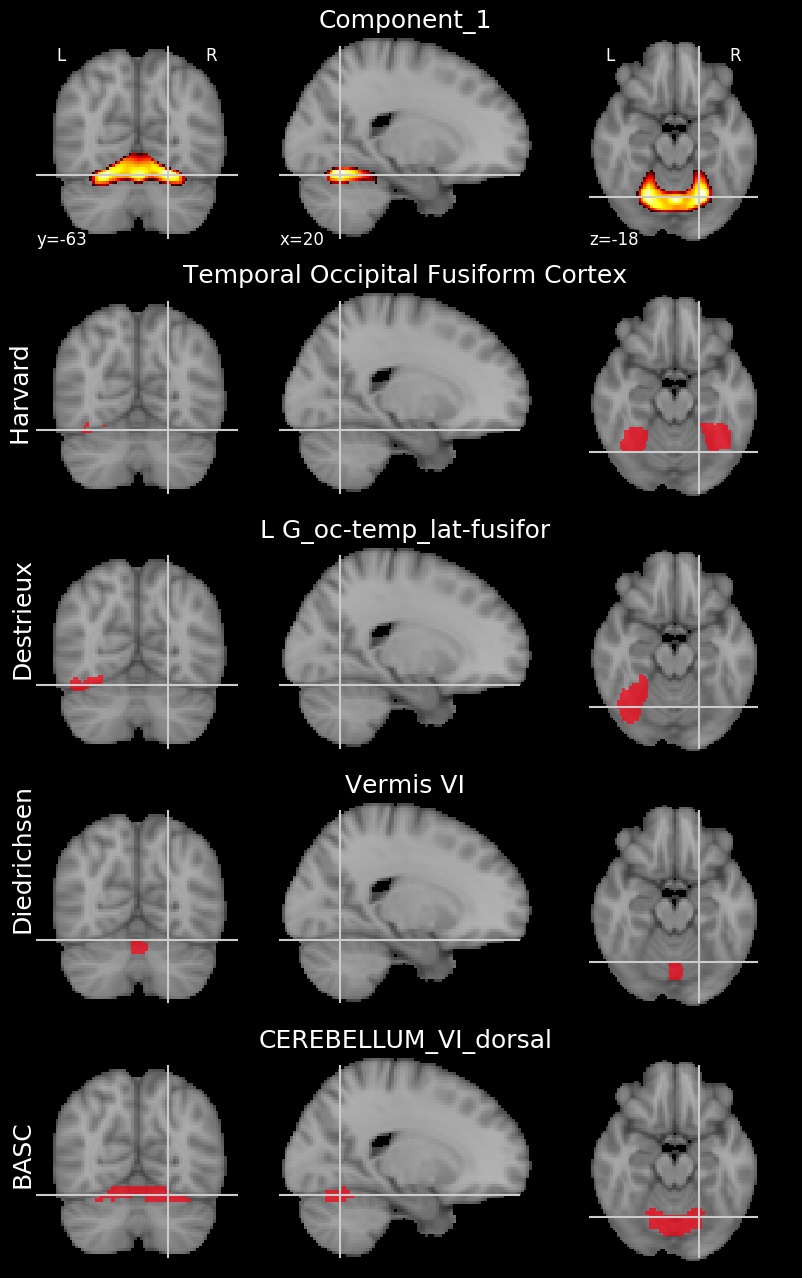 Component_1
L
R
L
R
y=-63
x=20
z=-18
Temporal Occipital Fusiform Cortex
Harvard
L G_oc-temp_lat-fusifor
Destrieux
Vermis VI
Diedrichsen
CEREBELLUM_VI_dorsal
BASC